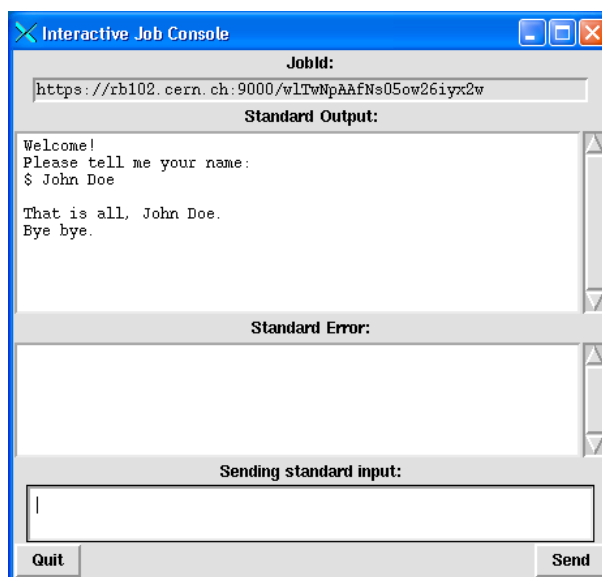 Interactive Job Console
JobId:
https://rb102.cern.ch:9000/wlTwNpAAfNs05ow26iyx2w
Standard Output:
Welcome!
Please tell me your name:
$ John Doe
That is all, John Doe.
Bye bye.
Standard Error:
Sending standard input:
Quit Send